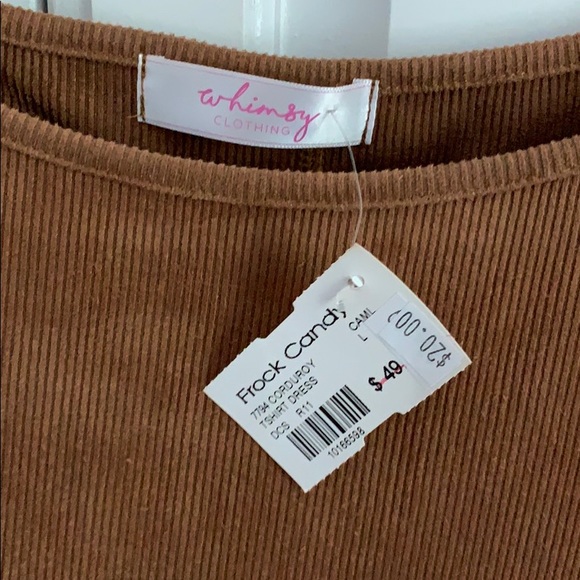 whimsy
CLOTHING
Frock Candy
7794 CORDUROY
TSHIRT DRESS
DCS R11
10166598
CAML
L
$ 49
$20.00